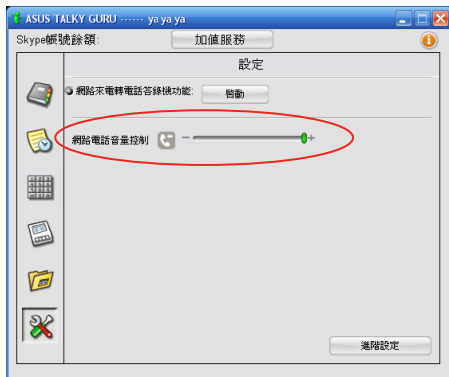 ASUS TALKY GURU ------ ya ya ya
Skype帳號餘額: 加值服務
設定
網路來電轉電話答錄機功能: 啟動
網路電話音量控制 - +
進階設定